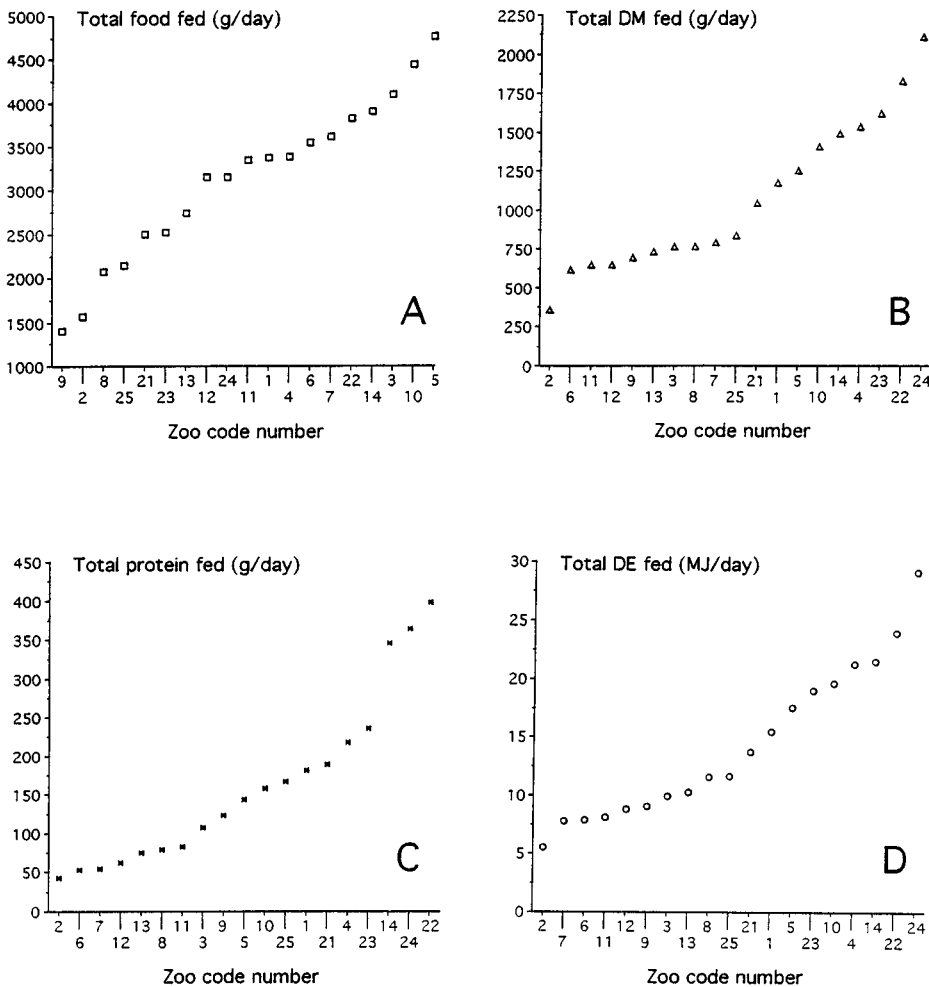 Total food fed (g/day)
5000
4500
4000
3500
3000
2500
2000
1500
1000
A
9 8 21 13 24 1 6 22 3 5
2 25 23 12 11 4 7 14 10
Zoo code number
Total DM fed (g/day)
2250
2000
1750
1500
1250
1000
750
500
250
0
B
2 11 9 3 7 21 5 14 23 24
6 12 13 8 25 1 10 4 22
Zoo code number
Total protein fed (g/day)
450
400
350
300
250
200
150
100
50
0
C
2 7 13 11 9 10 1 4 14 22
6 12 8 3 5 25 21 23 24
Zoo code number
Total DE fed (MJ/day)
30
25
20
15
10
5
0
D
2 6 12 3 8 21 5 10 14 24
7 11 9 13 25 1 23 4 22
Zoo code number